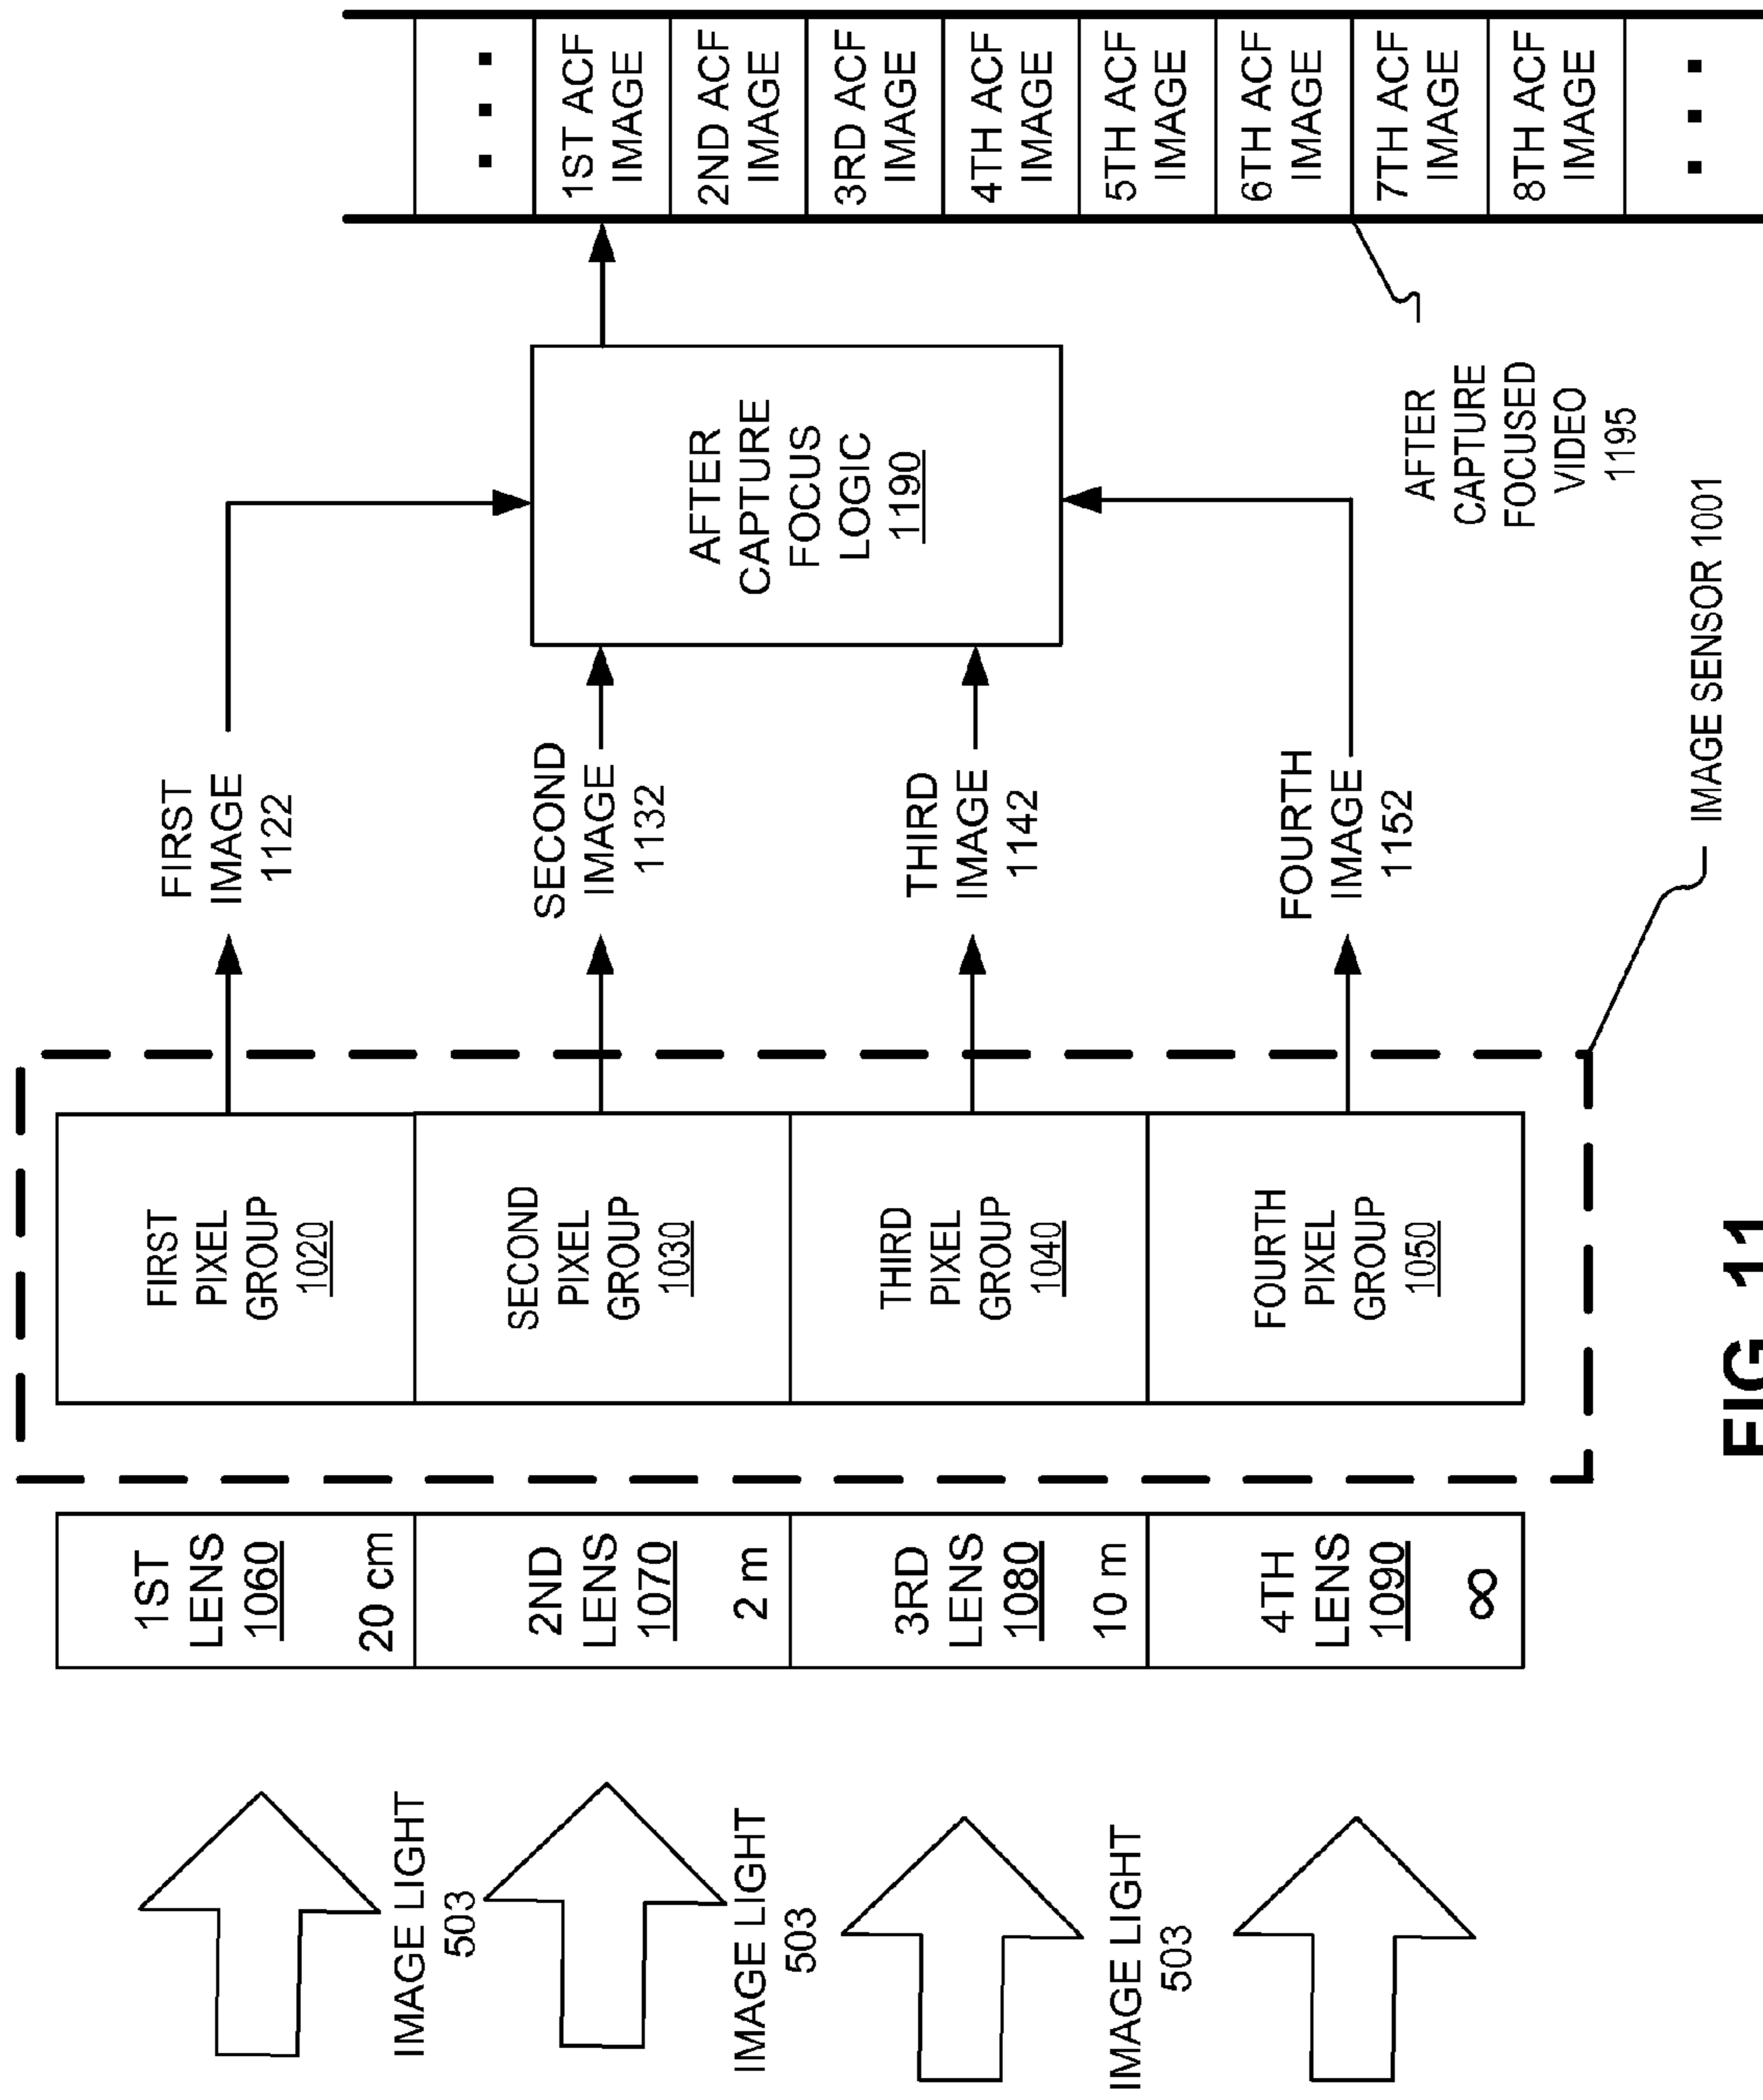 IMAGE LIGHT
503
IMAGE LIGHT
503
IMAGE LIGHT
503
1ST
LENS
1060
20 cm
2ND
LENS
1070
2 m
3RD
LENS
1080
10 m
4TH
LENS
1090
∞
FIRST
PIXEL
GROUP
1020
SECOND
PIXEL
GROUP
1030
THIRD
PIXEL
GROUP
1040
FOURTH
PIXEL
GROUP
1050
IMAGE SENSOR 1001
FIRST
IMAGE
1122
SECOND
IMAGE
1132
THIRD
IMAGE
1142
FOURTH
IMAGE
1152
AFTER
CAPTURE
FOCUS
LOGIC
1190
AFTER
CAPTURE
FOCUSED
VIDEO
1195
. . .
1ST ACF
IMAGE
2ND ACF
IMAGE
3RD ACF
IMAGE
4TH ACF
IMAGE
5TH ACF
IMAGE
6TH ACF
IMAGE
7TH ACF
IMAGE
8TH ACF
IMAGE
. . .
FIG. 11